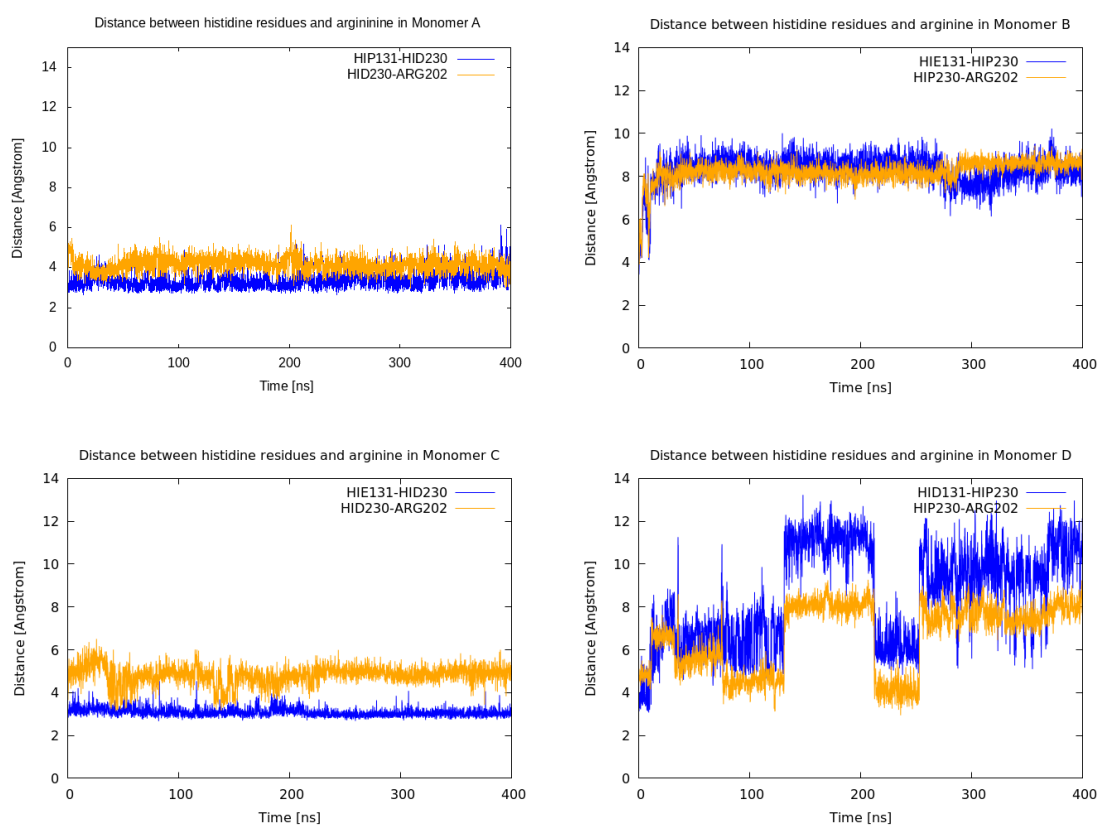 Distance between histidine residues and argininine in Monomer A
HIP131-HID230
HID230-ARG202
14
12
10
8
6
4
2
0
Distance [Angstrom]
0 100 200 300 400
Time [ns]
Distance between histidine residues and arginine in Monomer B
HIE131-HIP230
HIP230-ARG202
14
12
10
8
6
4
2
0
Distance [Angstrom]
0 100 200 300 400
Time [ns]
Distance between histidine residues and arginine in Monomer C
HIE131-HID230
HID230-ARG202
14
12
10
8
6
4
2
0
Distance [Angstrom]
0 100 200 300 400
Time [ns]
Distance between histidine residues and arginine in Monomer D
HID131-HIP230
HIP230-ARG202
14
12
10
8
6
4
2
0
Distance [Angstrom]
0 100 200 300 400
Time [ns]